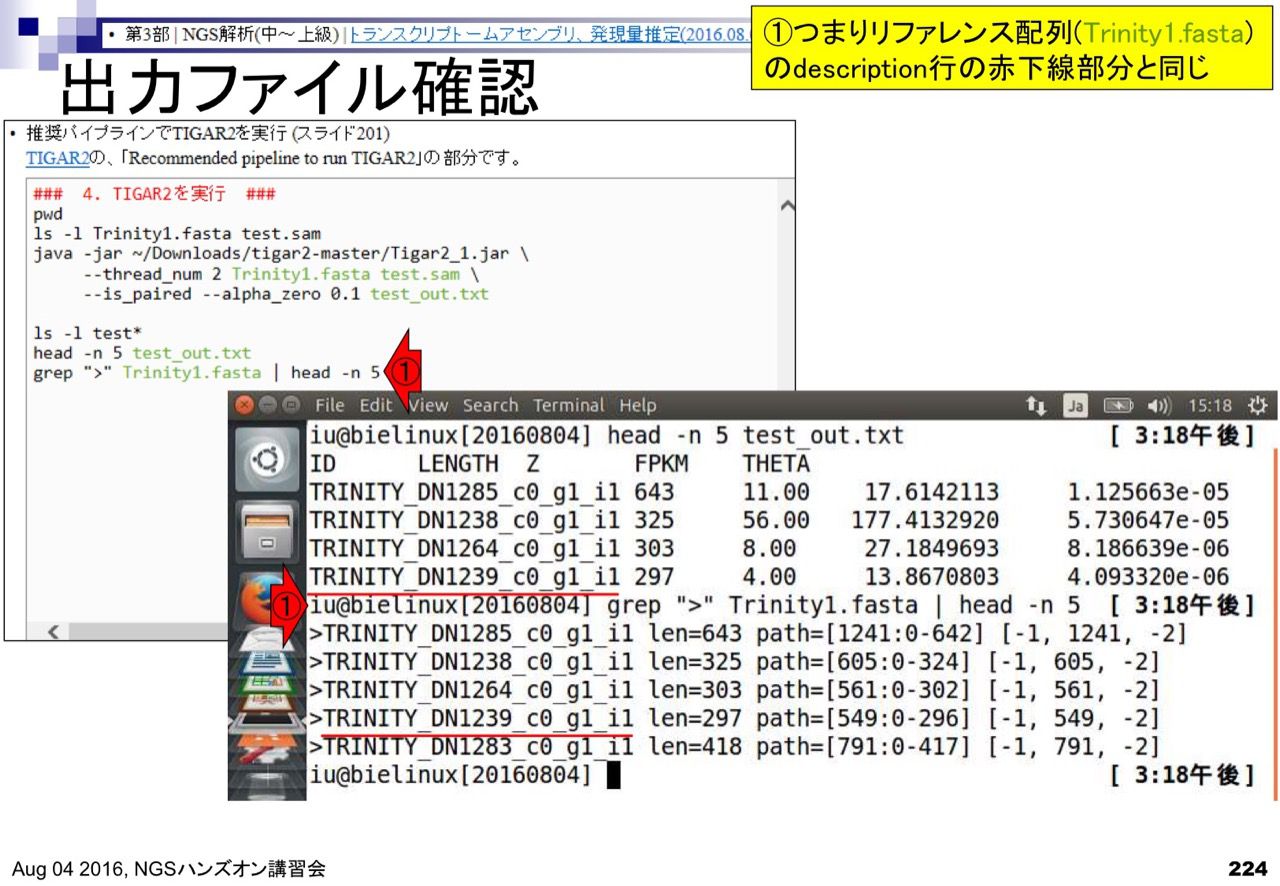 • 第3部 | NGS解析(中～上級) | トランスクリプトームアセンブリ、発現量推定(2016.08.
①つまりリファレンス配列(Trinity1.fasta)
のdescription行の赤下線部分と同じ
出力ファイル確認
• 推奨パイプラインでTIGAR2を実行 (スライド201)
TIGAR2の、「Recommended pipeline to run TIGAR2」の部分です。
### 4. TIGAR2を実行 ###
pwd
ls -l Trinity1.fasta test.sam
java -jar ~/Downloads/tigar2-master/Tigar2_1.jar \
--thread_num 2 Trinity1.fasta test.sam \
--is_paired --alpha_zero 0.1 test_out.txt
ls -l test*
head -n 5 test_out.txt
grep ">" Trinity1.fasta | head -n 5
①
File Edit View Search Terminal Help Ja 15:18
iu@bielinux[20160804] head -n 5 test_out.txt [ 3:18午後]
ID LENGTH Z FPKM THETA
TRINITY_DN1285_c0_g1_i1 643 11.00 17.6142113 1.125663e-05
TRINITY_DN1238_c0_g1_i1 325 56.00 177.4132920 5.730647e-05
TRINITY_DN1264_c0_g1_i1 303 8.00 27.1849693 8.186639e-06
TRINITY_DN1239_c0_g1_i1 297 4.00 13.8670803 4.093320e-06
① iu@bielinux[20160804] grep ">" Trinity1.fasta | head -n 5 [ 3:18午後]
>TRINITY_DN1285_c0_g1_i1 len=643 path=[1241:0-642] [-1, 1241, -2]
>TRINITY_DN1238_c0_g1_i1 len=325 path=[605:0-324] [-1, 605, -2]
>TRINITY_DN1264_c0_g1_i1 len=303 path=[561:0-302] [-1, 561, -2]
>TRINITY_DN1239_c0_g1_i1 len=297 path=[549:0-296] [-1, 549, -2]
>TRINITY_DN1283_c0_g1_i1 len=418 path=[791:0-417] [-1, 791, -2]
iu@bielinux[20160804] [ 3:18午後]
Aug 04 2016, NGSハンズオン講習会
224